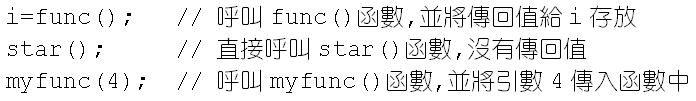 i=func();   // 呼叫 func()函數,並將傳回值給 i 存放
star();     // 直接呼叫 star()函數,沒有傳回值
myfunc(4);  // 呼叫 myfunc()函數,並將引數 4 傳入函數中